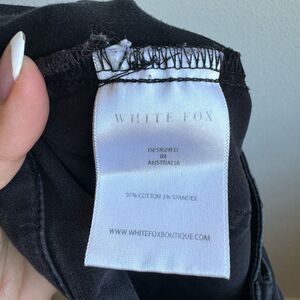 WHITE FOX
DESIGNED
IN
AUSTRALIA
97% COTTON 3% SPANDEX
WWW.WHITEFOXBOUTIQUE.COM